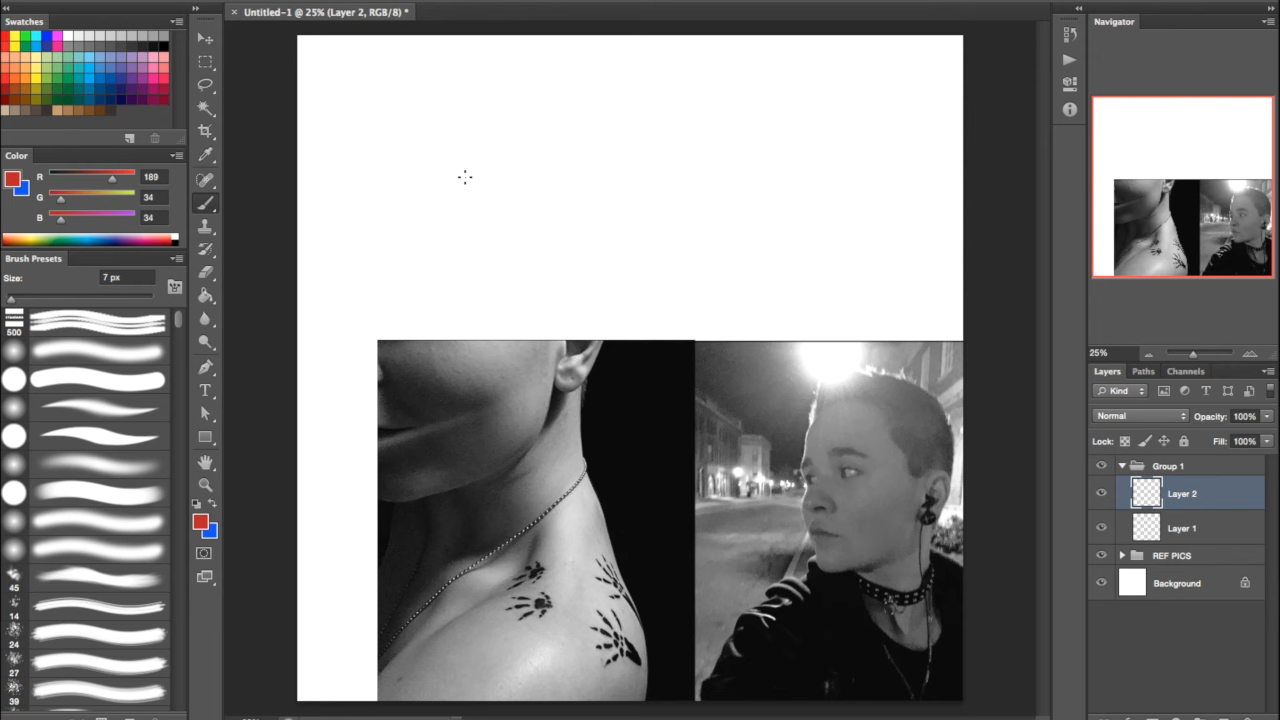 Untitled-1 @ 25% (Layer 2, RGB/8) *
Swatches
Color
R 189
G 34
B 34
Brush Presets
Size: 7 px
500
45
14
24
27
39
Navigator
25%
Layers Paths Channels
Kind
Normal Opacity: 100%
Lock: Fill: 100%
Group 1
Layer 2
Layer 1
REF PICS
Background